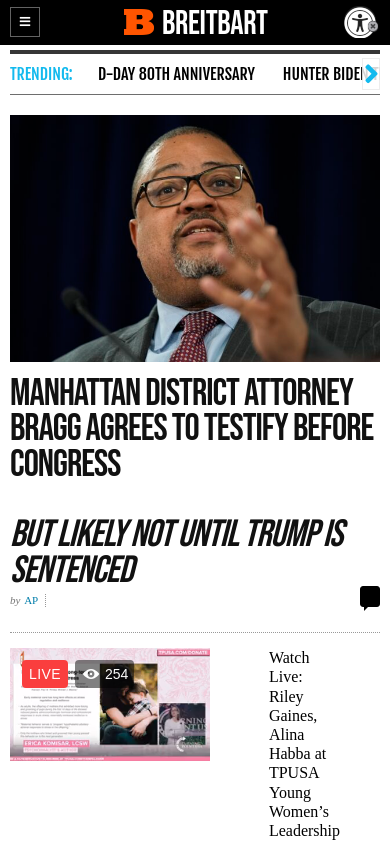 BREITBART
TRENDING:
D-DAY 80TH ANNIVERSARY
HUNTER BIDEN
MANHATTAN DISTRICT ATTORNEY
BRAGG AGREES TO TESTIFY BEFORE
CONGRESS
BUT LIKELY NOT UNTIL TRUMP IS
SENTENCED
by AP
LIVE
254
TPUSA.COM/DONATE
ERICA KOMISAR, LCSW
Watch
Live:
Riley
Gaines,
Alina
Habba at
TPUSA
Young
Women’s
Leadership